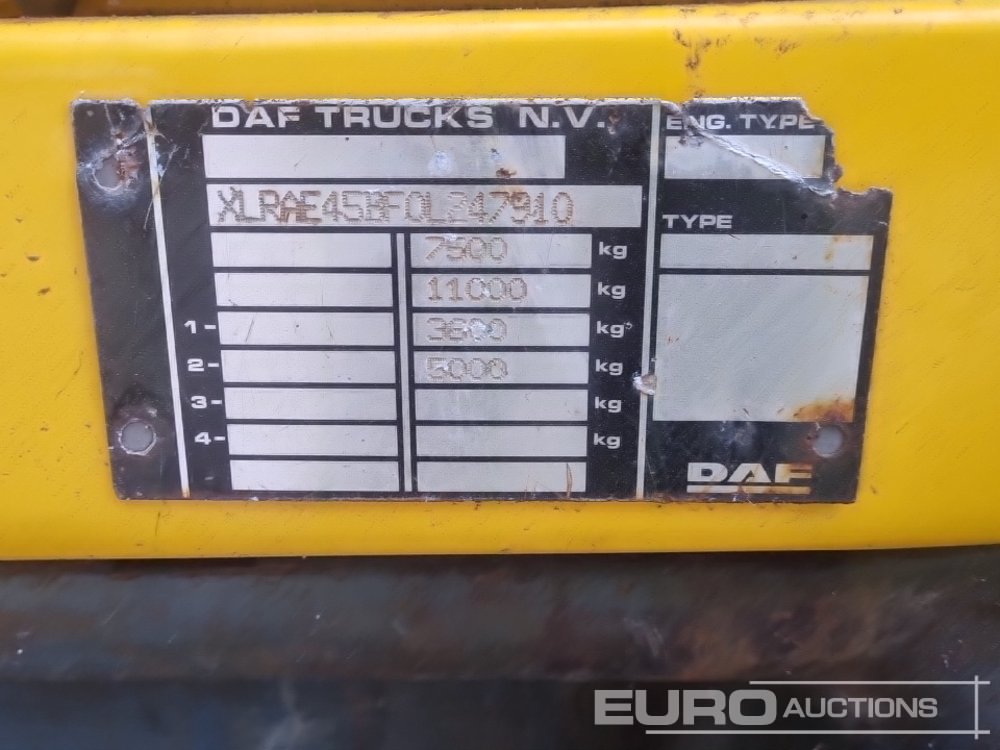 DAF TRUCKS N.V.
ENG. TYPE
XLRAE45BF0L247910
TYPE
7500 kg
11000 kg
1- 3600 kg
2- 5000 kg
3- kg
4- kg
DAF
EURO AUCTIONS